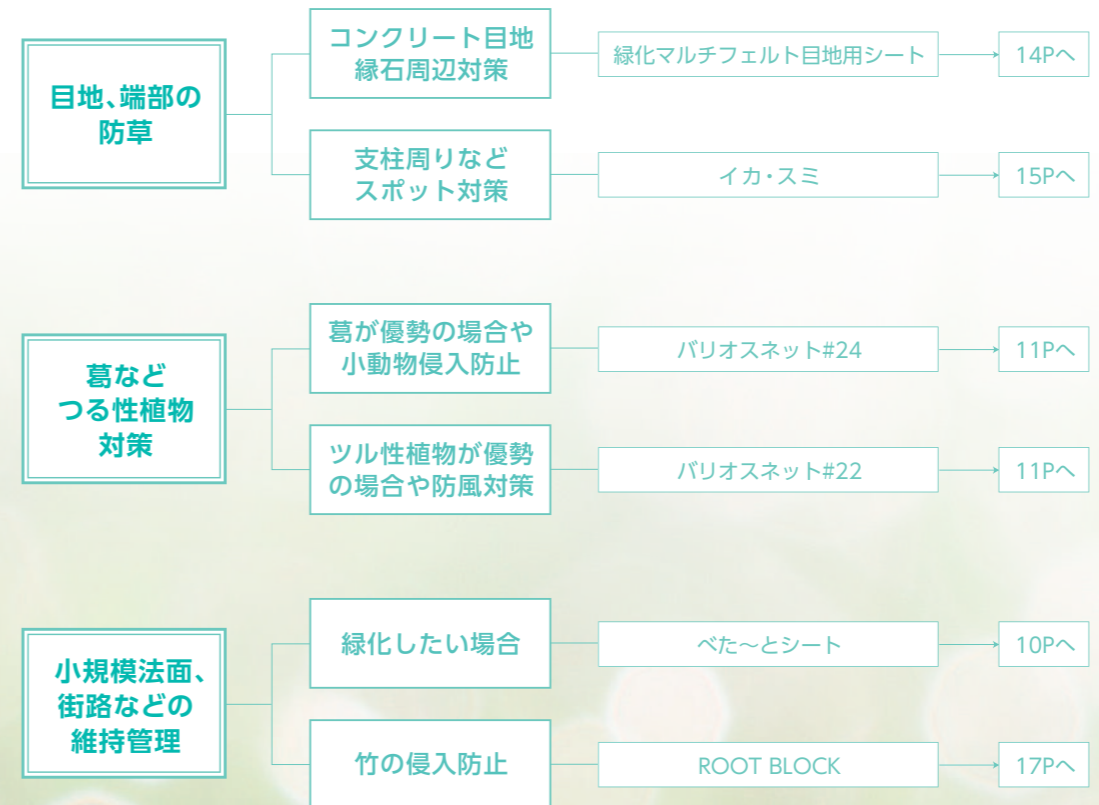 目地、端部の
防草
コンクリート目地
縁石周辺対策
緑化マルチフェルト目地用シート
14Pへ
支柱周りなど
スポット対策
イカ・スミ
15Pへ
葛など
つる性植物
対策
葛が優勢の場合や
小動物侵入防止
バリオスネット#24
11Pへ
ツル性植物が優勢
の場合や防風対策
バリオスネット#22
11Pへ
小規模法面、
街路などの
維持管理
緑化したい場合
べた～とシート
10Pへ
竹の侵入防止
ROOT BLOCK
17Pへ